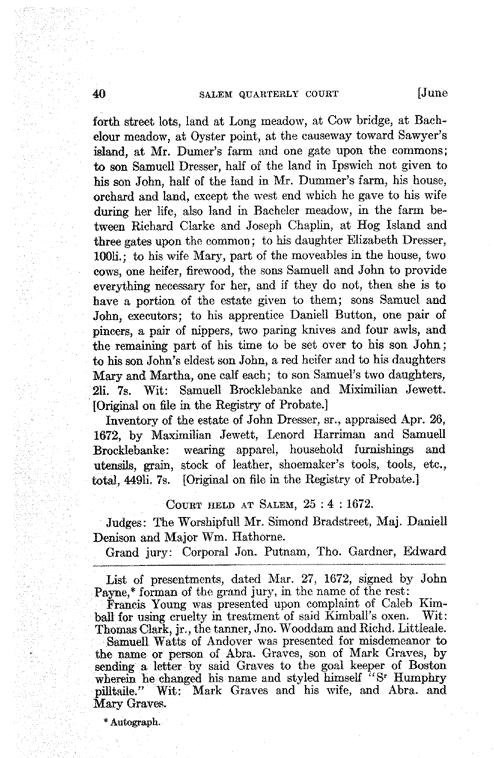 40 SALEM QUARTERLY COURT [June
forth street lots, land at Long meadow, at Cow bridge, at Bach-
elour meadow, at Oyster point, at the causeway toward Sawyer's
island, at Mr. Dumer's farm and one gate upon the commons;
to son Samuell Dresser, half of the land in Ipswich not given to
his son John, half of the land in Mr. Dummer's farm, his house,
orchard and land, except the west end which he gave to his wife
during her life, also land in Bacheler meadow, in the farm be-
tween Richard Clarke and Joseph Chaplin, at Hog Island and
three gates upon the common; to his daughter Elizabeth Dresser,
100li.; to his wife Mary, part of the moveables in the house, two
cows, one heifer, firewood, the sons Samuell and John to provide
everything necessary for her, and if they do not, then she is to
have a portion of the estate given to them; sons Samuel and
John, executors; to his apprentice Daniell Button, one pair of
pincers, a pair of nippers, two paring knives and four awls, and
the remaining part of his time to be set over to his son John;
to his son John's eldest son John, a red heifer and to his daughters
Mary and Martha, one calf each; to son Samuel's two daughters,
2li. 7s. Wit: Samuell Brocklebanke and Miximilian Jewett.
[Original on file in the Registry of Probate.]
Inventory of the estate of John Dresser, sr., appraised Apr. 26,
1672, by Maximilian Jewett, Lenord Harriman and Samuell
Brocklebanke: wearing apparel, household furnishings and
utensils, grain, stock of leather, shoemaker's tools, tools, etc.,
total, 449li. 7s. [Original on file in the Registry of Probate.]
COURT HELD AT SALEM, 25 : 4 : 1672.
Judges: The Worshipfull Mr. Simond Bradstreet, Maj. Daniell
Denison and Major Wm. Hathorne.
Grand jury: Corporal Jon. Putnam, Tho. Gardner, Edward
List of presentments, dated Mar. 27, 1672, signed by John
Payne,* forman of the grand jury, in the name of the rest:
Francis Young was presented upon complaint of Caleb Kim-
ball for using cruelty in treatment of said Kimball's oxen. Wit:
Thomas Clark, jr., the tanner, Jno. Wooddam and Richd. Littleale.
Samuell Watts of Andover was presented for misdemeanor to
the name or person of Abra. Graves, son of Mark Graves, by
sending a letter by said Graves to the goal keeper of Boston
wherein he changed his name and styled himself "Sr Humphry
pilltaile." Wit: Mark Graves and his wife, and Abra. and
Mary Graves.
* Autograph.